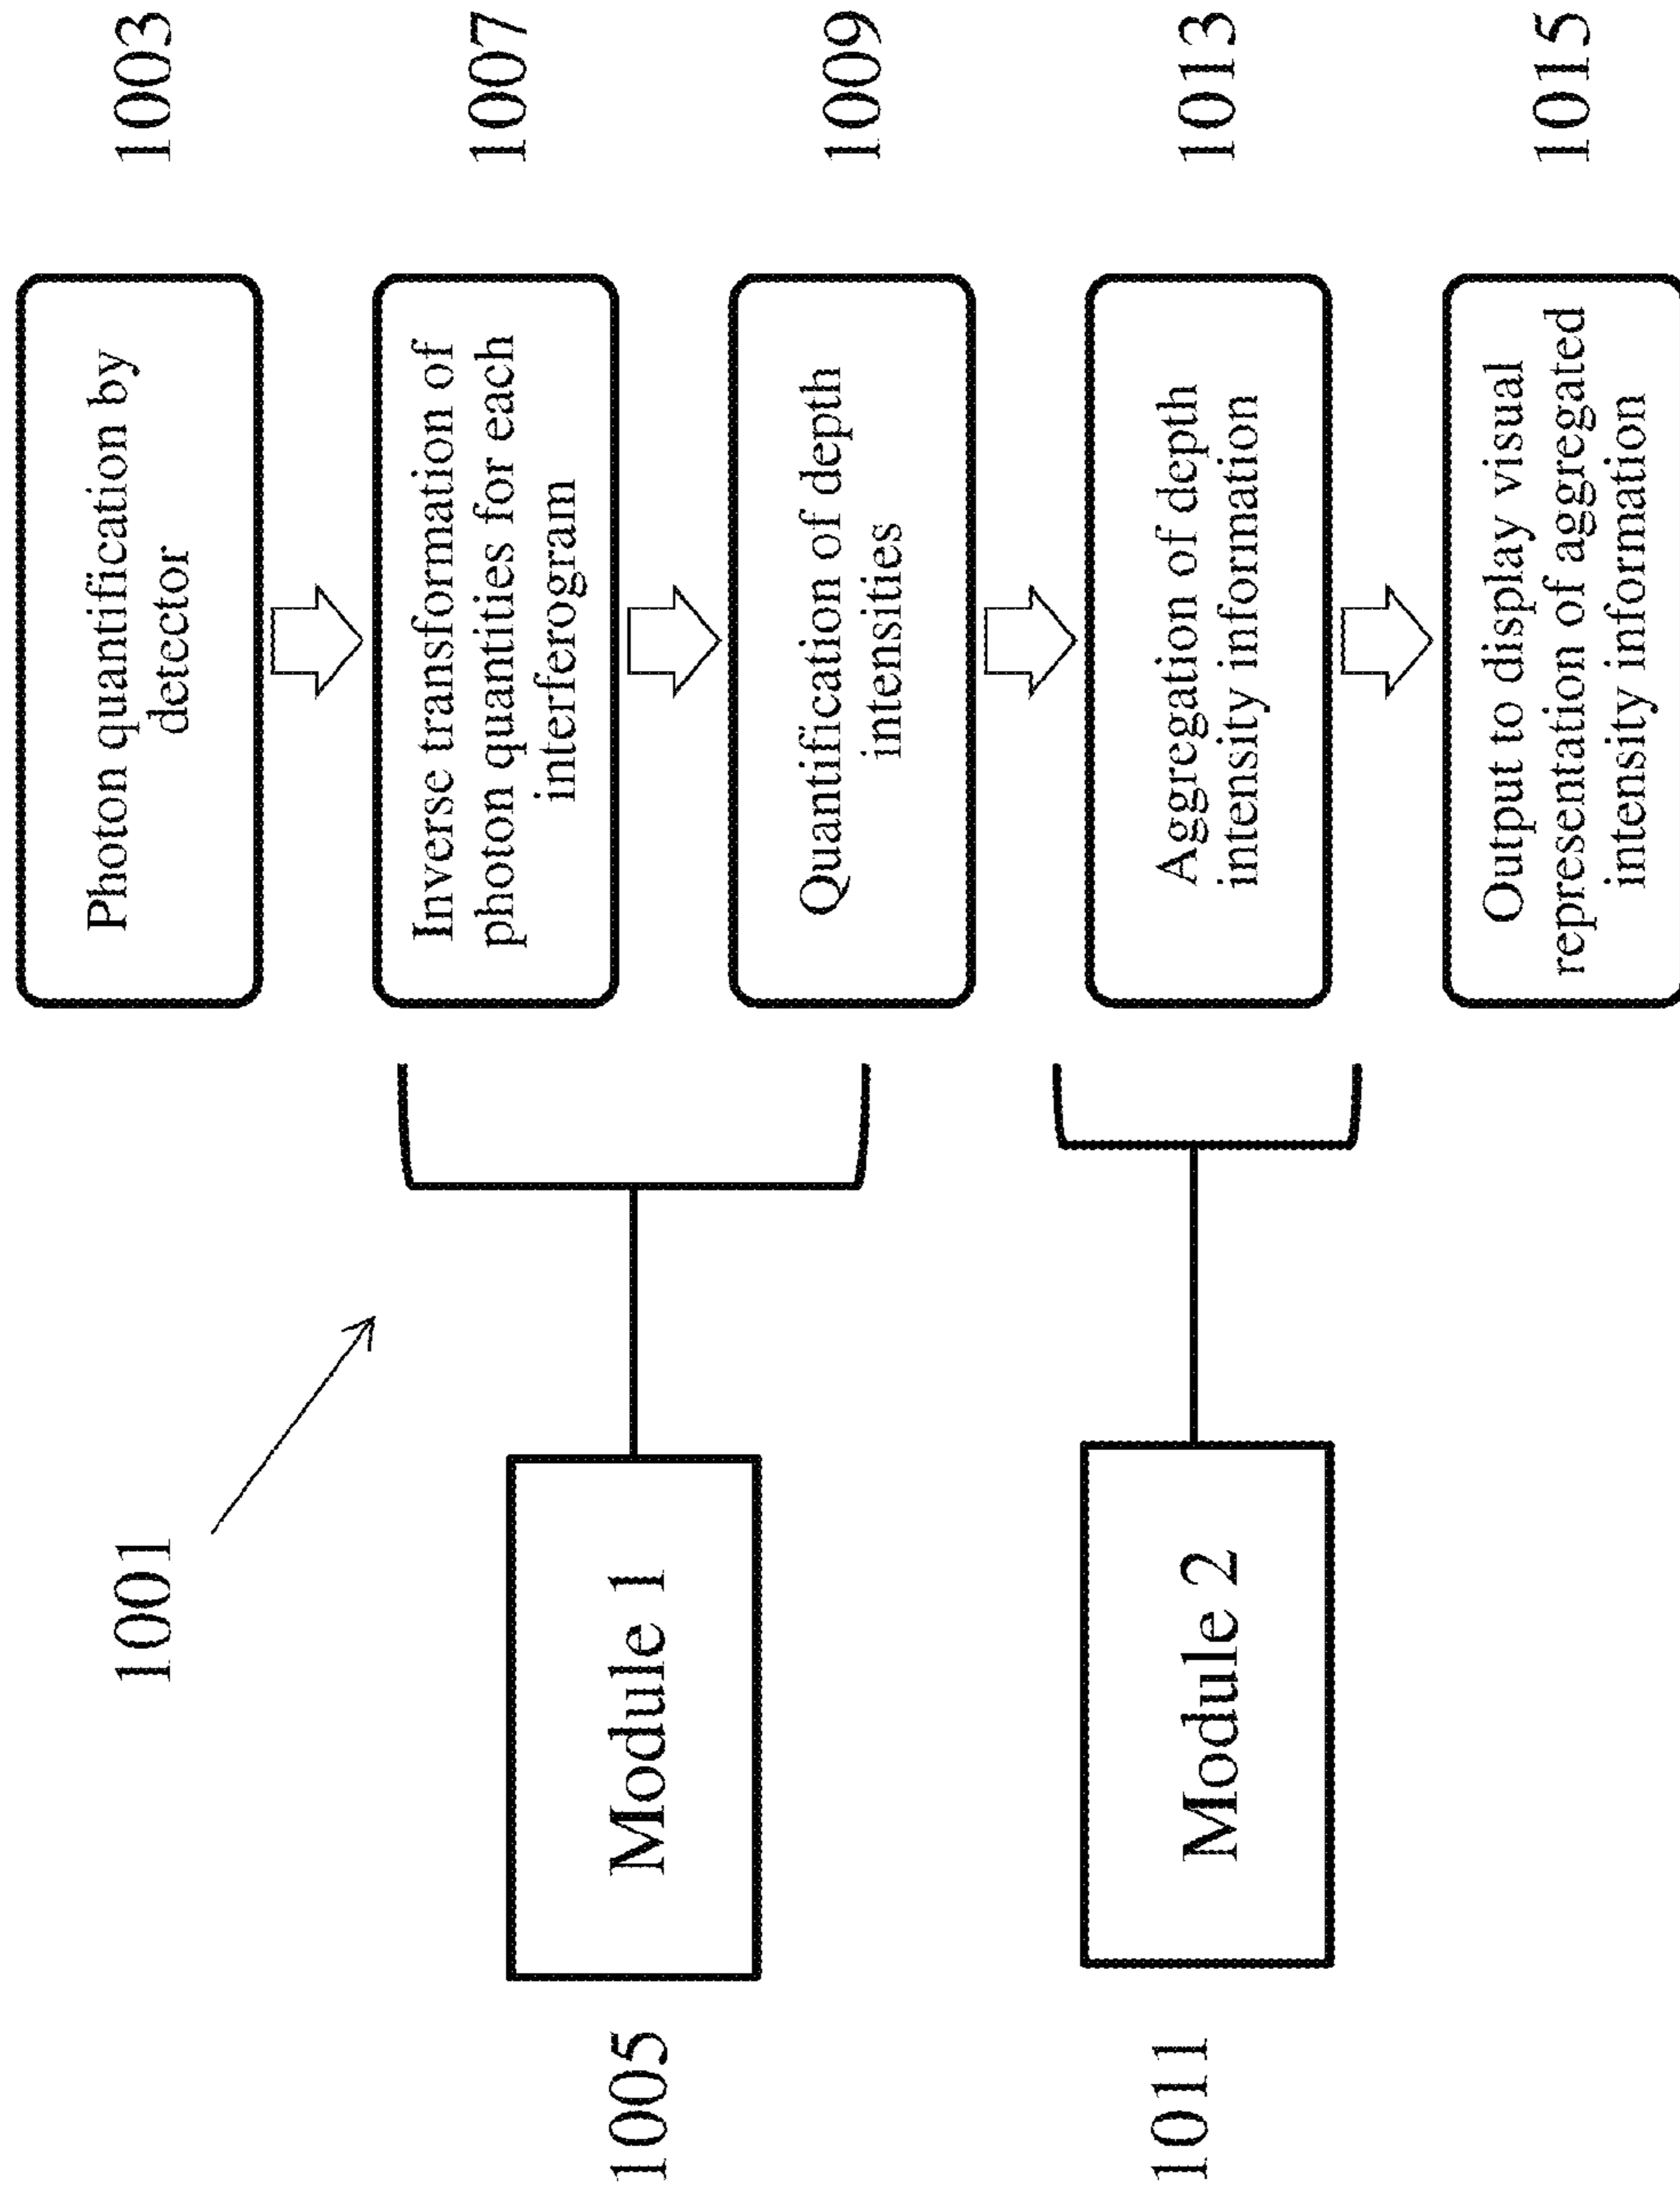 1001
Photon quantification by
detector
1003
Module 1
1005
Inverse transformation of
photon quantities for each
interferogram
1007
Quantification of depth
intensities
1009
Module 2
1011
Aggregation of depth
intensity information
1013
Output to display visual
representation of aggregated
intensity information
1015